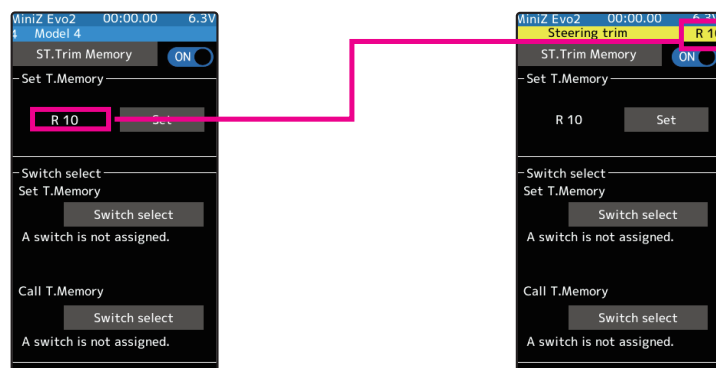 MiniZ Evo2 00:00.00 6.3V
4 Model 4
ST.Trim Memory ON
Set T.Memory
R 10 Set
Switch select
Set T.Memory
Switch select
A switch is not assigned.
Call T.Memory
Switch select
A switch is not assigned.
MiniZ Evo2 00:00.00 6.3V
Steering trim R 10
ST.Trim Memory ON
Set T.Memory
R 10 Set
Switch select
Set T.Memory
Switch select
A switch is not assigned.
Call T.Memory
Switch select
A switch is not assigned.